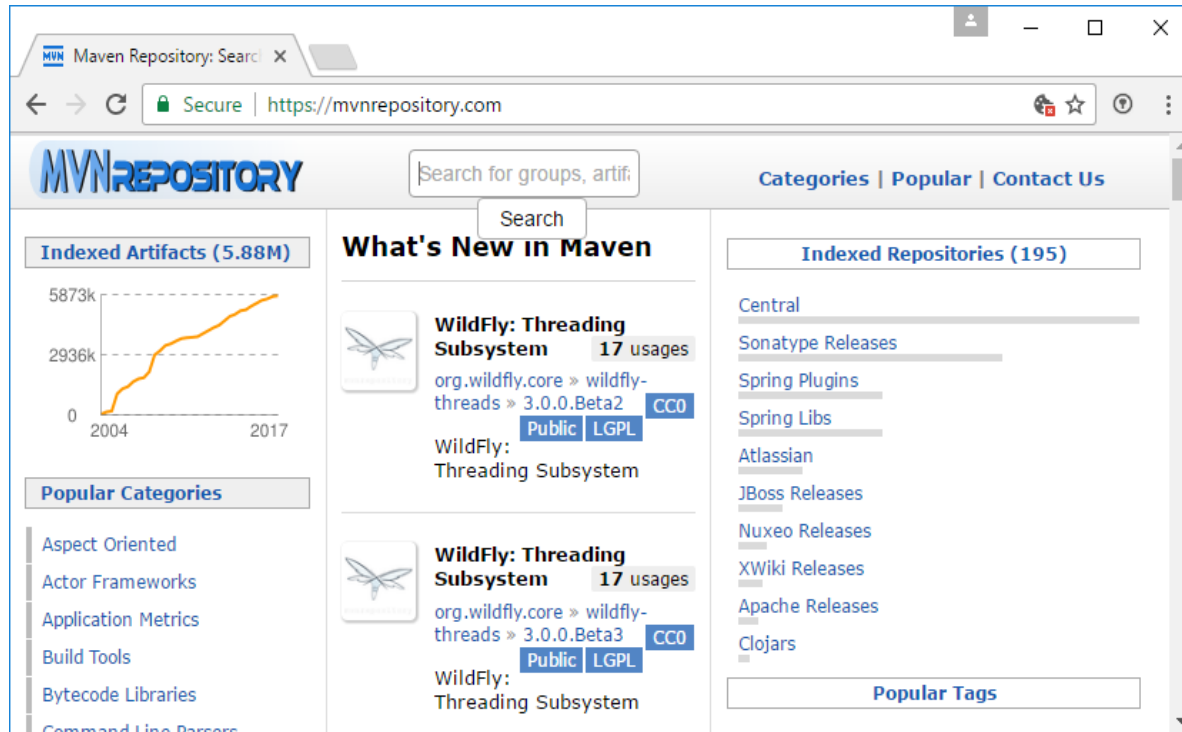 Maven Repository: Searc
Secure https://mvnrepository.com
MVNREPOSITORY
Search for groups, artifa
Search
Categories | Popular | Contact Us
Indexed Artifacts (5.88M)
5873k
2936k
0
2004 2017
Popular Categories
Aspect Oriented
Actor Frameworks
Application Metrics
Build Tools
Bytecode Libraries
Command Line Parsers
What's New in Maven
WildFly: Threading
Subsystem 17 usages
org.wildfly.core » wildfly-
threads » 3.0.0.Beta2 CC0
Public LGPL
WildFly:
Threading Subsystem
WildFly: Threading
Subsystem 17 usages
org.wildfly.core » wildfly-
threads » 3.0.0.Beta3 CC0
Public LGPL
WildFly:
Threading Subsystem
Indexed Repositories (195)
Central
Sonatype Releases
Spring Plugins
Spring Libs
Atlassian
JBoss Releases
Nuxeo Releases
XWiki Releases
Apache Releases
Clojars
Popular Tags